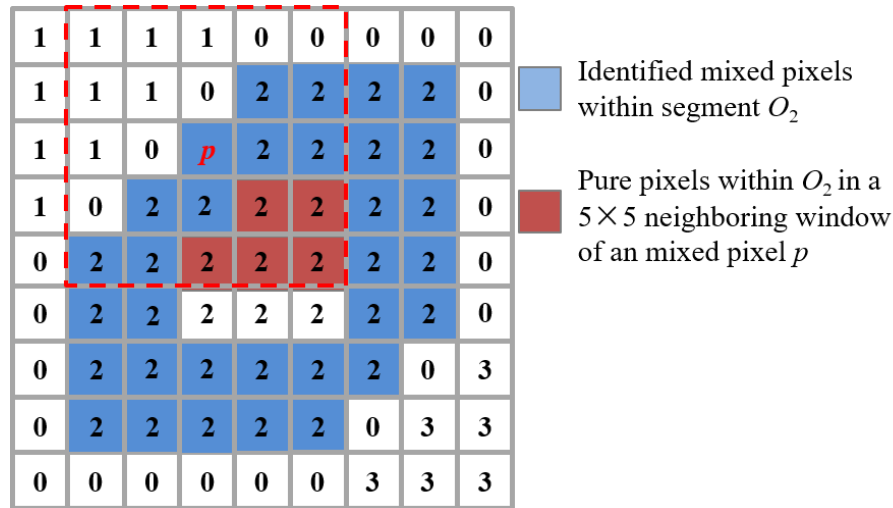 1 1 1 1 0 0 0 0 0
1 1 1 0 2 2 2 2 0
1 1 0 p 2 2 2 2 0
1 0 2 2 2 2 2 2 0
0 2 2 2 2 2 2 2 0
0 2 2 2 2 2 2 2 0
0 2 2 2 2 2 2 0 3
0 2 2 2 2 2 0 3 3
0 0 0 0 0 0 3 3 3
Identified mixed pixels
within segment O₂
Pure pixels within O₂ in a
5×5 neighboring window
of an mixed pixel p